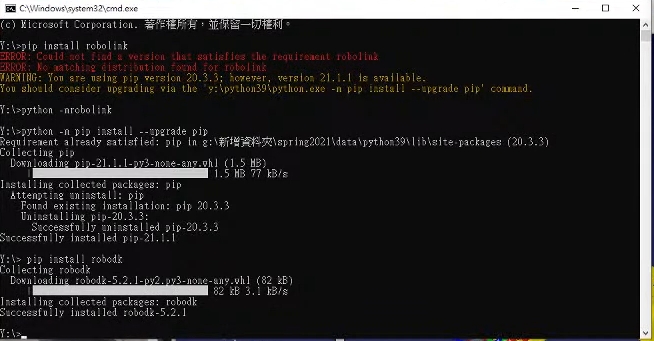 C:\Windows\system32\cmd.exe
(c) Microsoft Corporation. 著作權所有，並保留一切權利。
Y:\>pip install robolink
ERROR: Could not find a version that satisfies the requirement robolink
ERROR: No matching distribution found for robolink
WARNING: You are using pip version 20.3.3; however, version 21.1.1 is available.
You should consider upgrading via the 'y:\python39\python.exe -m pip install --upgrade pip' command.
Y:\>python -mrobolink
Y:\>python -m pip install --upgrade pip
Requirement already satisfied: pip in g:\新增資料夾\spring2021\data\python39\lib\site-packages (20.3.3)
Collecting pip
Downloading pip-21.1.1-py3-none-any.whl (1.5 MB)
1.5 MB 77 kB/s
Installing collected packages: pip
Attempting uninstall: pip
Found existing installation: pip 20.3.3
Uninstalling pip-20.3.3:
Successfully uninstalled pip-20.3.3
Successfully installed pip-21.1.1
Y:\> pip install robodk
Collecting robodk
Downloading robodk-5.2.1-py2.py3-none-any.whl (82 kB)
82 kB 3.1 kB/s
Installing collected packages: robodk
Successfully installed robodk-5.2.1
Y:\>